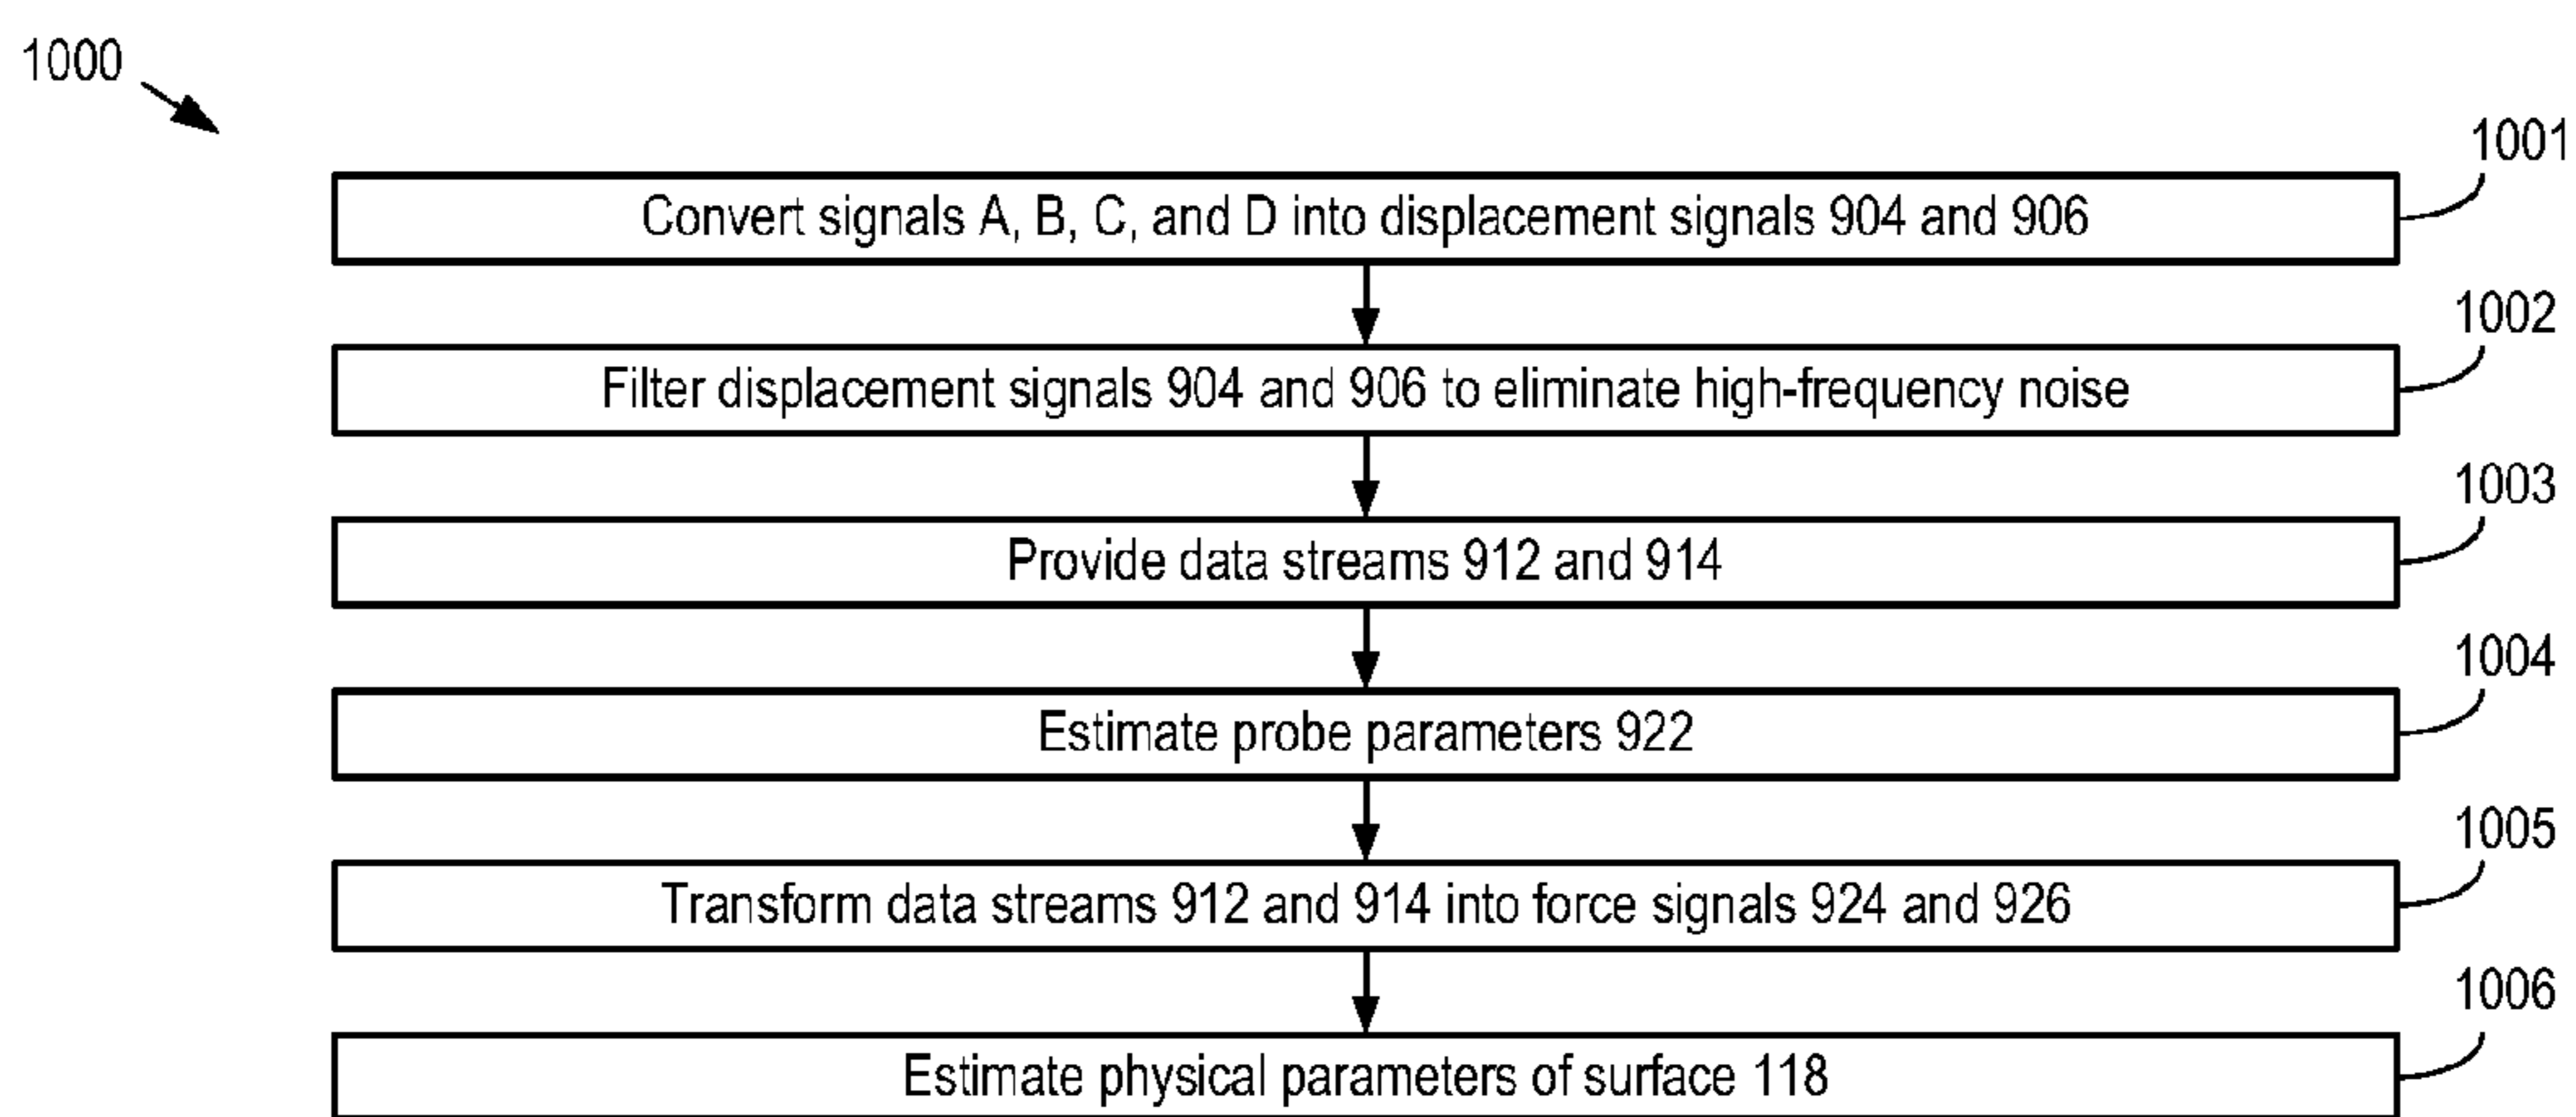 1000
1001
Convert signals A, B, C, and D into displacement signals 904 and 906
1002
Filter displacement signals 904 and 906 to eliminate high-frequency noise
1003
Provide data streams 912 and 914
1004
Estimate probe parameters 922
1005
Transform data streams 912 and 914 into force signals 924 and 926
1006
Estimate physical parameters of surface 118